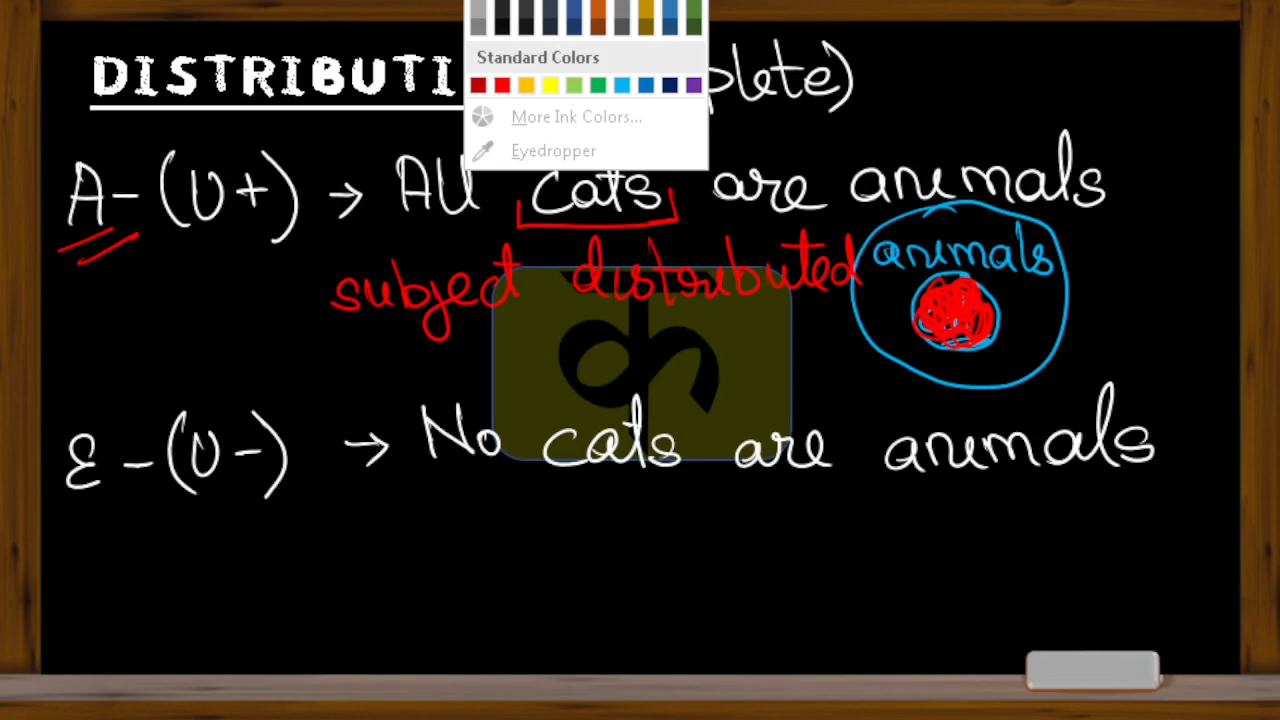 DISTRIBUTI plete)
Standard Colors
More Ink Colors...
Eyedropper
A-(U+) → All cats are animals
subject distributed
animals
क
E-(U-) → No cats are animals